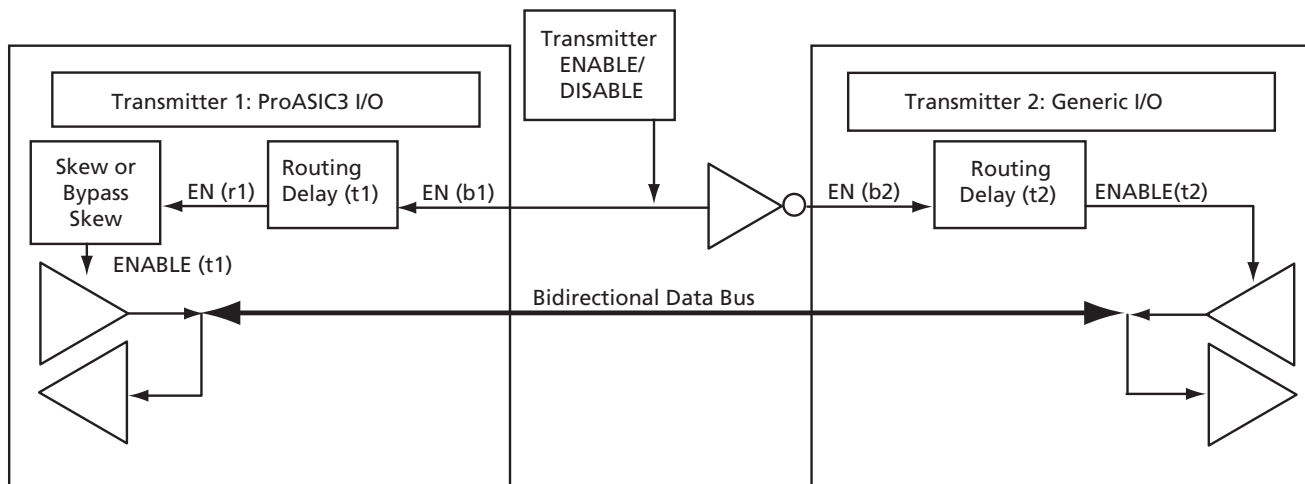 Transmitter
ENABLE/
DISABLE
Transmitter 1: ProASIC3 I/O
Transmitter 2: Generic I/O
Skew or
Bypass
Skew
EN (r1)
Routing
Delay (t1)
EN (b1)
EN (b2)
Routing
Delay (t2)
ENABLE(t2)
ENABLE (t1)
Bidirectional Data Bus